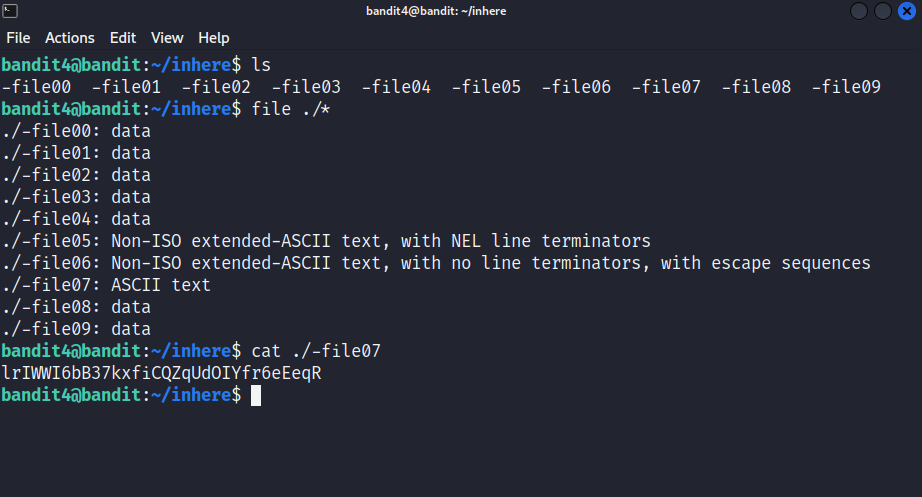 bandit4@bandit: ~/inhere
File Actions Edit View Help
bandit4@bandit:~/inhere$ ls
-file00 -file01 -file02 -file03 -file04 -file05 -file06 -file07 -file08 -file09
bandit4@bandit:~/inhere$ file ./*
./-file00: data
./-file01: data
./-file02: data
./-file03: data
./-file04: data
./-file05: Non-ISO extended-ASCII text, with NEL line terminators
./-file06: Non-ISO extended-ASCII text, with no line terminators, with escape sequences
./-file07: ASCII text
./-file08: data
./-file09: data
bandit4@bandit:~/inhere$ cat ./-file07
lrIWWI6bB37kxfiCQZqUdOIYfr6eEeqR
bandit4@bandit:~/inhere$